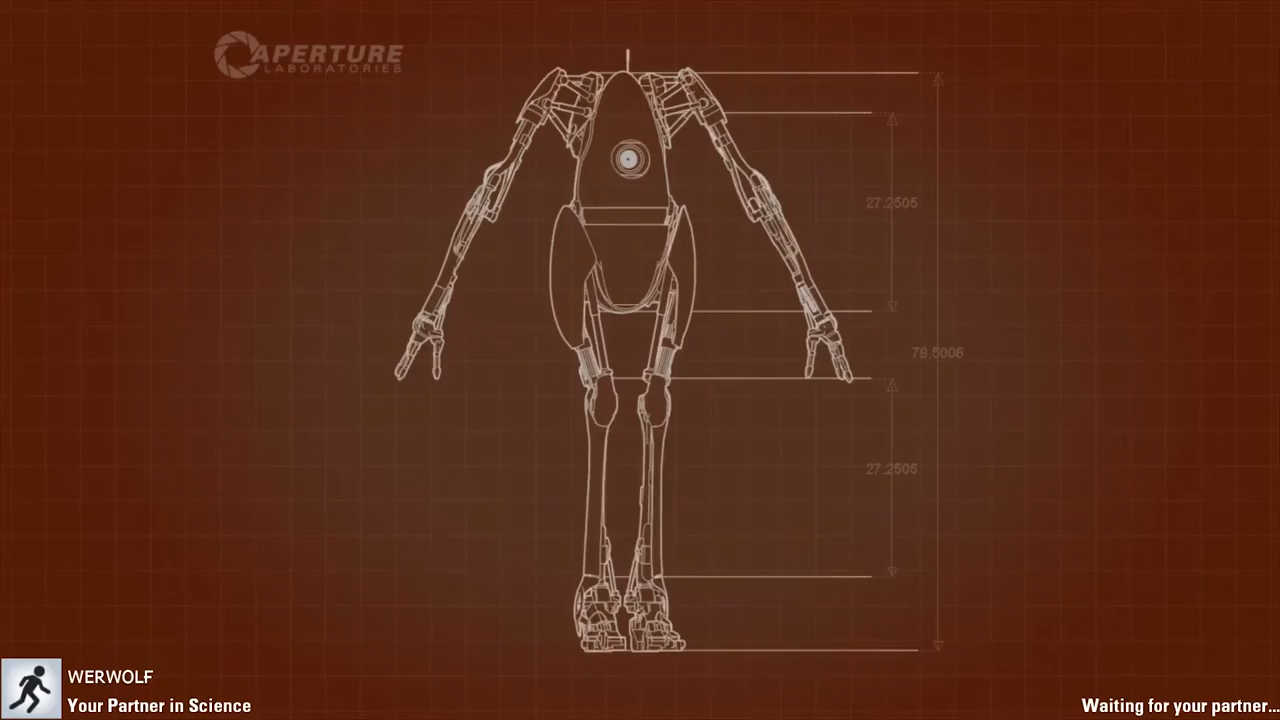 APERTURE
LABORATORIES
27.2505
79.5006
27.2505
WERWOLF
Your Partner in Science
Waiting for your partner...